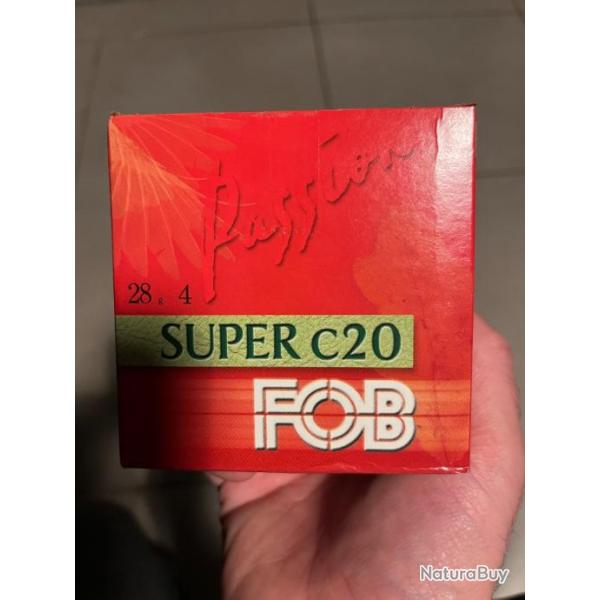 Passion
28 g 4
SUPER C20
FOB
NaturaBuy